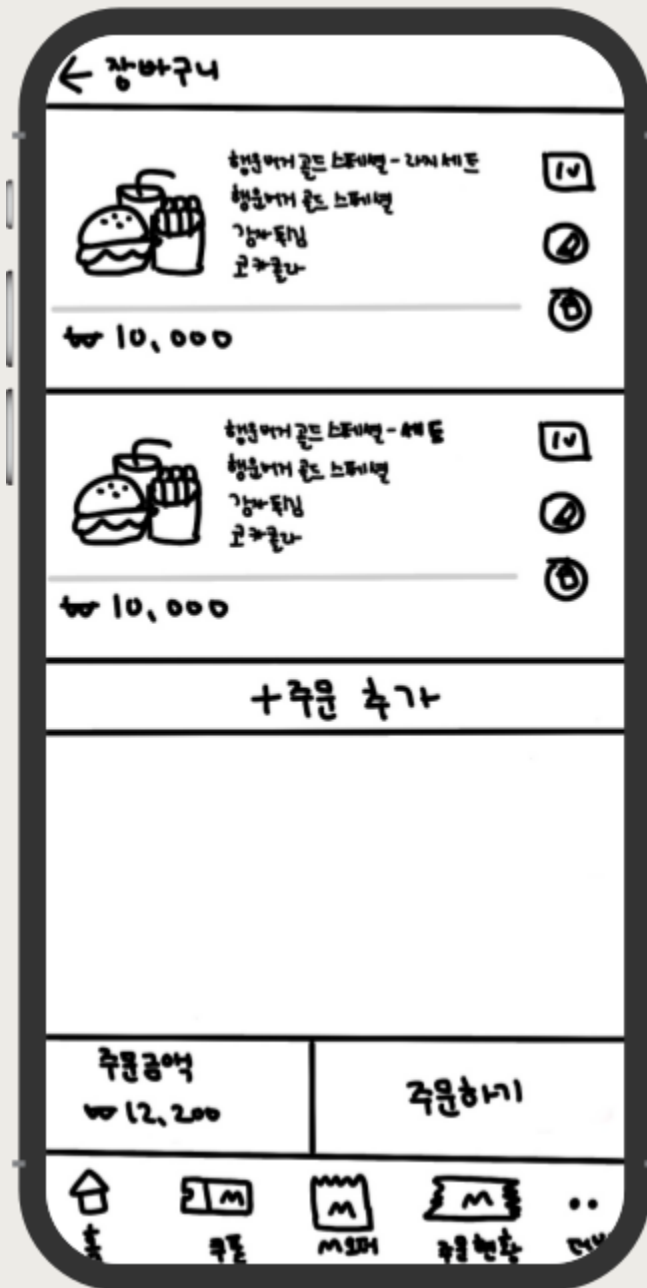 ← 장바구니
행운버거 골드 스페셜 - 라지세트
행운버거 골드 스페셜
감자튀김
코카콜라
1
₩ 10,000
행운버거 골드 스페셜 - 세트
행운버거 골드 스페셜
감자튀김
코카콜라
1
₩ 10,000
+주문 추가
주문금액
₩ 12,200
주문하기
M
M
M
홈
쿠폰
M오더
주문현황